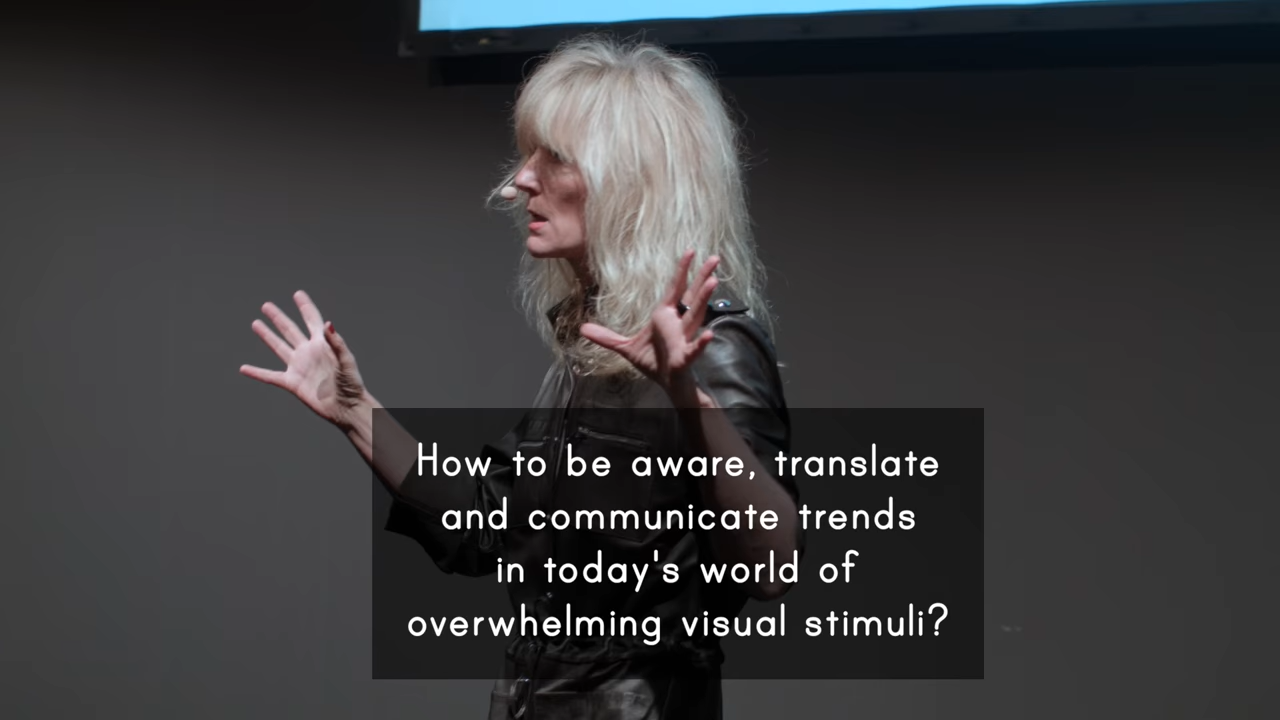 How to be aware, translate
and communicate trends
in today's world of
overwhelming visual stimuli?